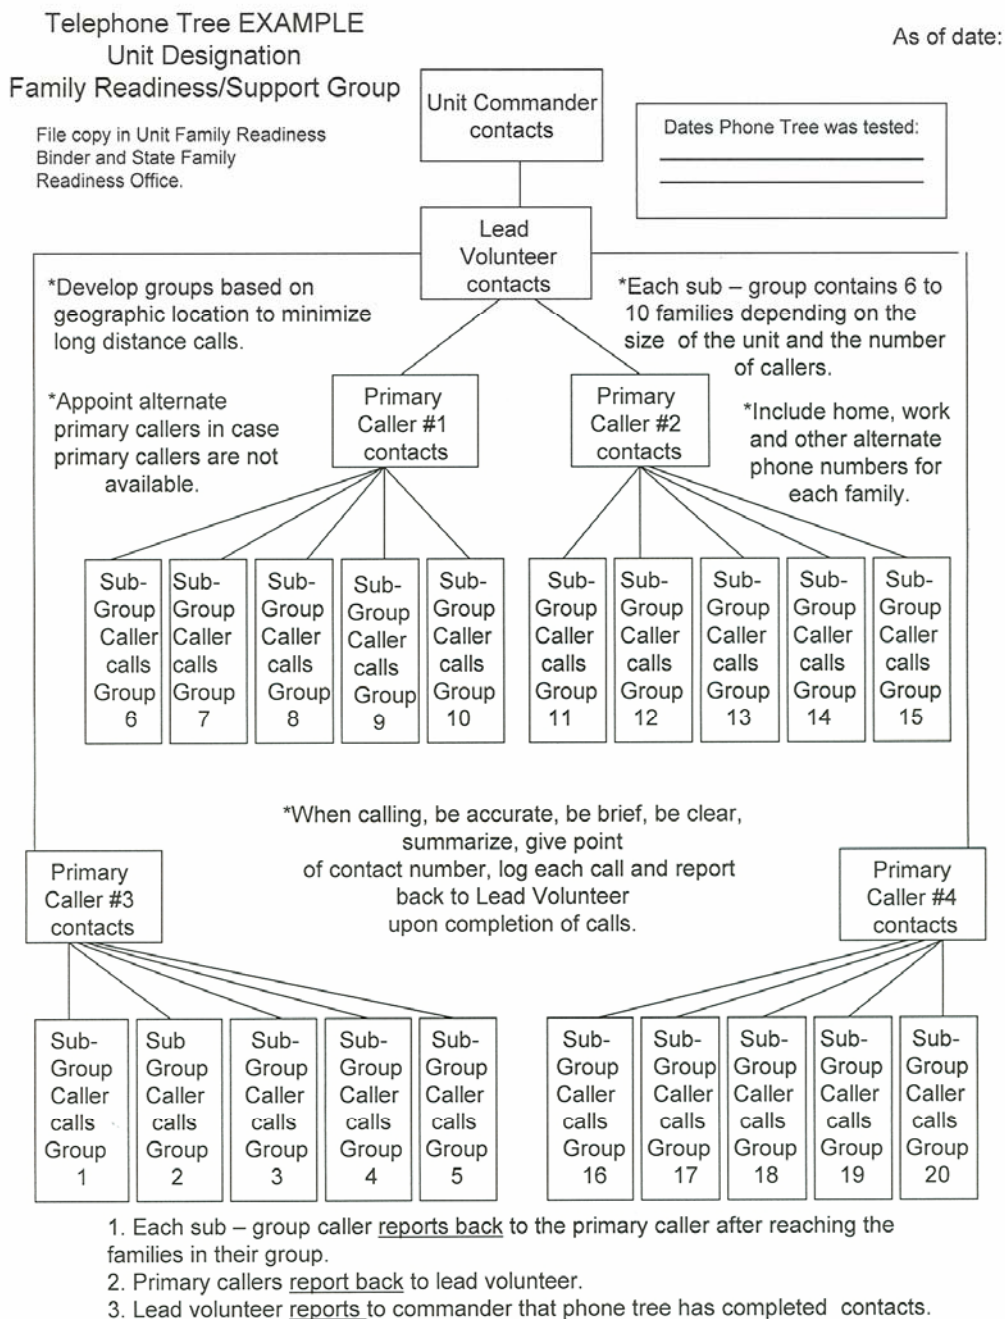 Telephone Tree EXAMPLE
Unit Designation
Family Readiness/Support Group
As of date:
File copy in Unit Family Readiness
Binder and State Family
Readiness Office.
Unit Commander
contacts
Dates Phone Tree was tested:
Lead
Volunteer
contacts
*Develop groups based on
geographic location to minimize
long distance calls.
*Each sub – group contains 6 to
10 families depending on the
size of the unit and the number
of callers.
*Appoint alternate
primary callers in case
primary callers are not
available.
Primary
Caller #1
contacts
Primary
Caller #2
contacts
*Include home, work
and other alternate
phone numbers for
each family.
Sub-
Group
Caller
calls
Group
6
Sub-
Group
Caller
calls
Group
7
Sub-
Group
Caller
calls
Group
8
Sub-
Group
Caller
calls
Group
9
Sub-
Group
Caller
calls
Group
10
Sub-
Group
Caller
calls
Group
11
Sub-
Group
Caller
calls
Group
12
Sub-
Group
Caller
calls
Group
13
Sub-
Group
Caller
calls
Group
14
Sub-
Group
Caller
calls
Group
15
*When calling, be accurate, be brief, be clear,
summarize, give point
of contact number, log each call and report
back to Lead Volunteer
upon completion of calls.
Primary
Caller #3
contacts
Primary
Caller #4
contacts
Sub-
Group
Caller
calls
Group
1
Sub
Group
Caller
calls
Group
2
Sub-
Group
Caller
calls
Group
3
Sub-
Group
Caller
calls
Group
4
Sub-
Group
Caller
calls
Group
5
Sub-
Group
Caller
calls
Group
16
Sub-
Group
Caller
calls
Group
17
Sub-
Group
Caller
calls
Group
18
Sub-
Group
Caller
calls
Group
19
Sub-
Group
Caller
calls
Group
20
1. Each sub – group caller reports back to the primary caller after reaching the
families in their group.
2. Primary callers report back to lead volunteer.
3. Lead volunteer reports to commander that phone tree has completed contacts.